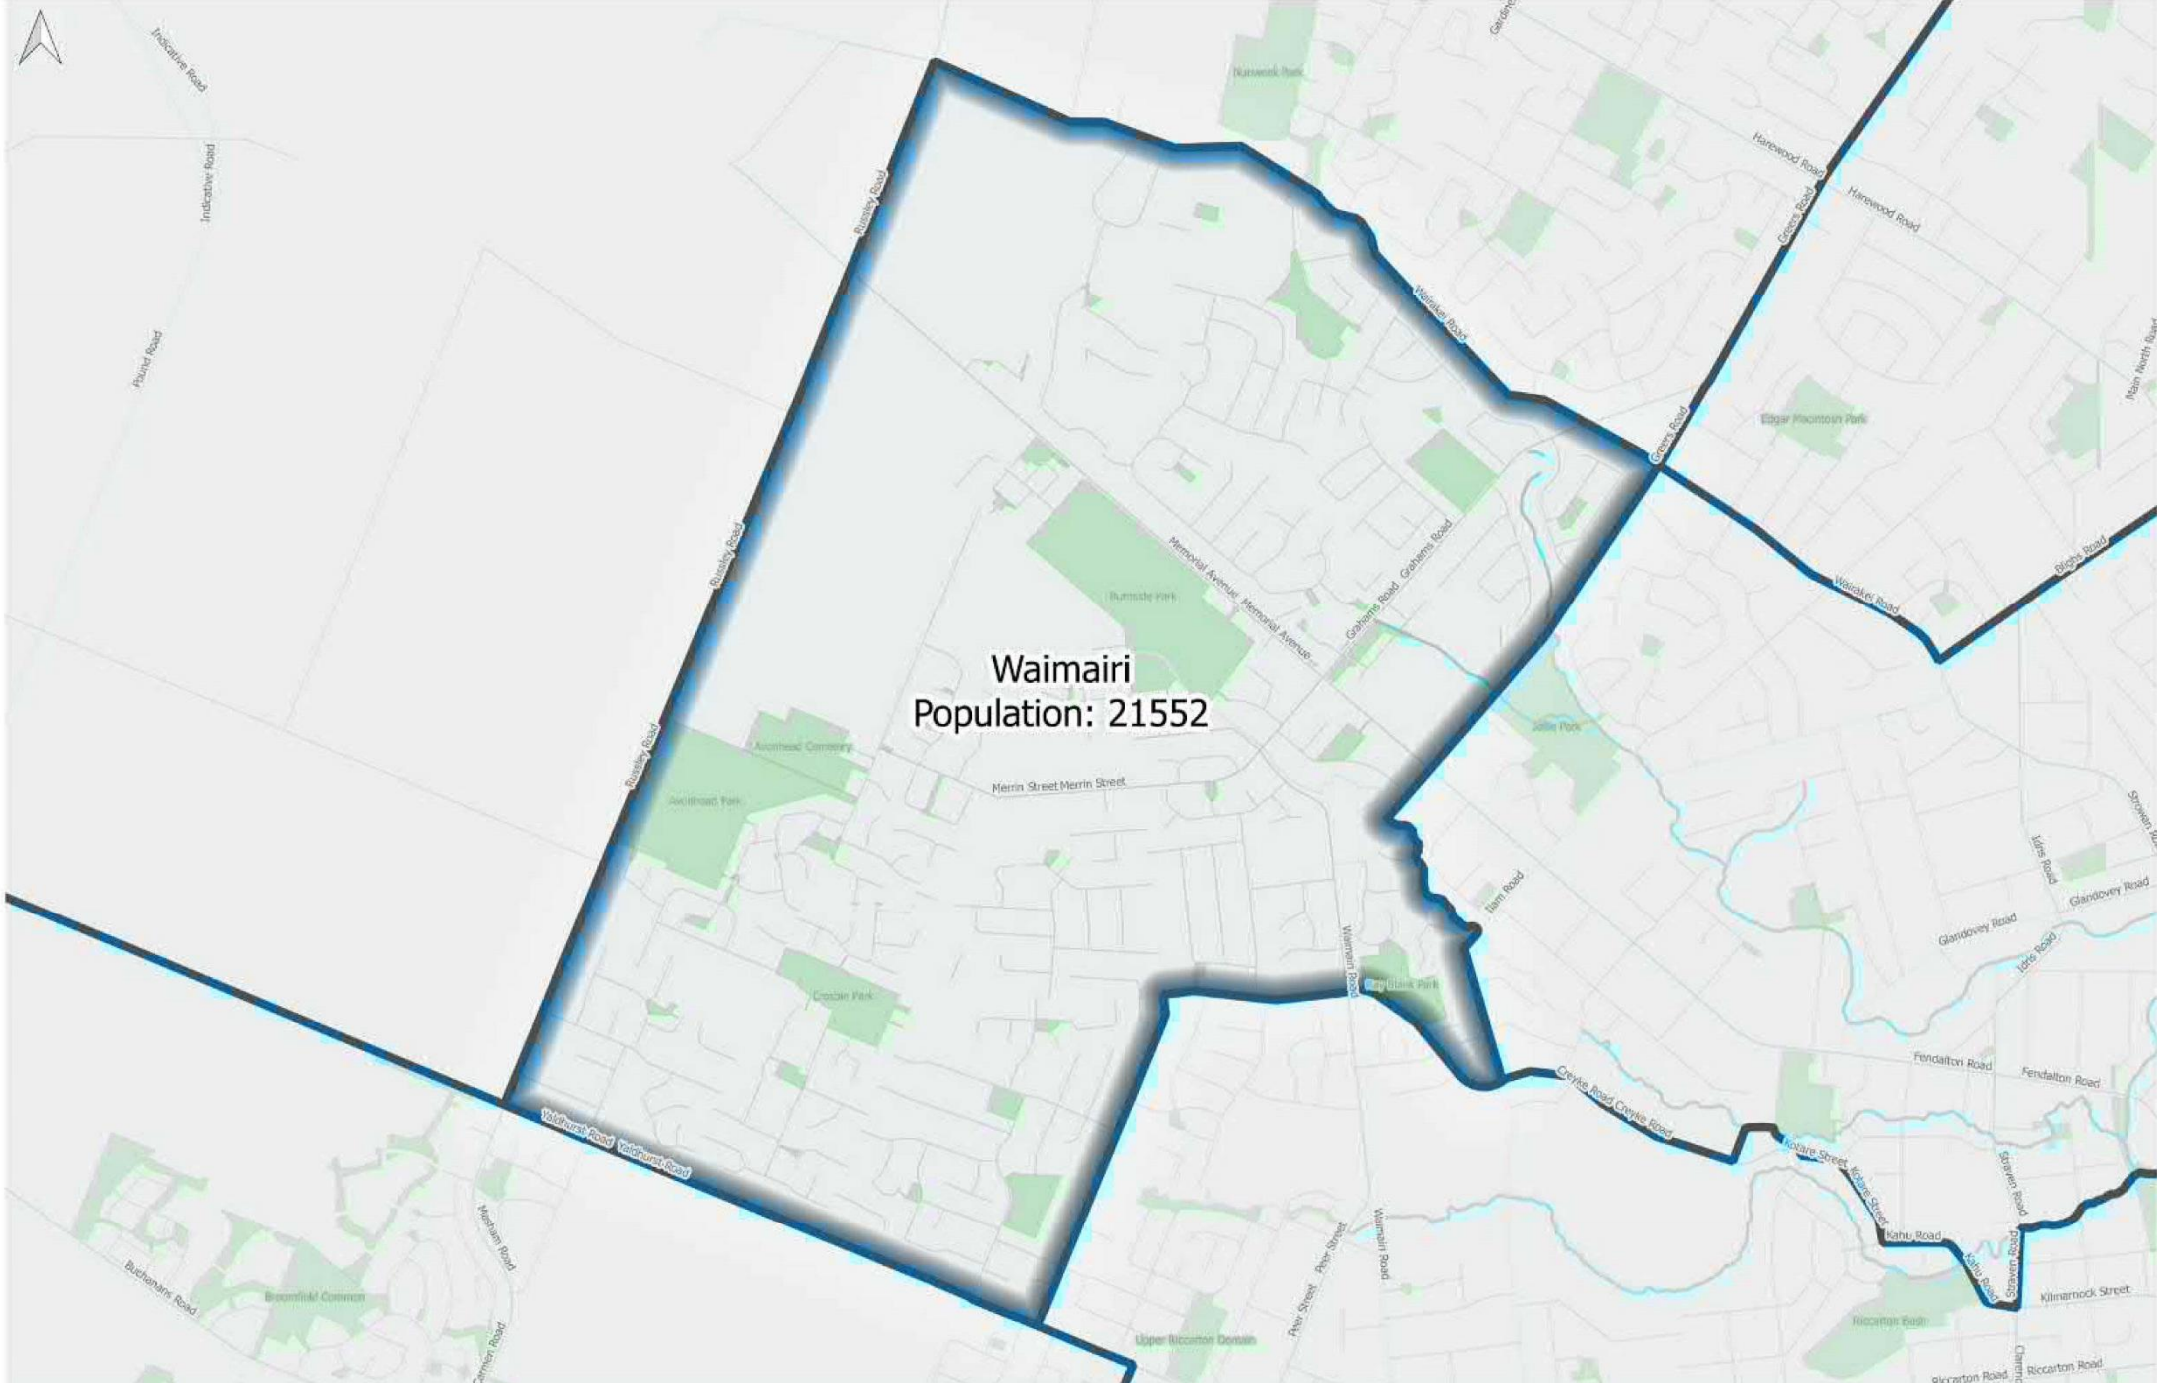 Indicative Road
Gardine
Nunweek Park
Harewood Road
Harewood Road
Indicative Road
Russley Road
Greers Road
Wairakei Road
Pound Road
Main North Road
Edgar Macintosh Park
Greers Road
Russley Road
Memorial Avenue
Grahams Road
Burnside Park
Memorial Avenue
Grahams Road
Blighs Road
Wairakei Road
Waimairi
Population: 21552
Russley Road
Avonhead Cemetery
Jellie Park
Merrin Street Merrin Street
Avonhead Park
Strowan R
Idris Road
Ilam Road
Glandovey Road
Glandovey Road
Idris Road
Waimairi Road
Crosbie Park
Ray Blank Park
Fendalton Road
Fendalton Road
Creyke Road Creyke Road
Yaldhurst Road Yaldhurst Road
Kotare Street
Kotare Street
Straven Road
Masham Road
Waimairi Road
Peer Street
Peer Street
Kahu Road
Kahu Road
Straven Road
Buchanans Road
Broomfield Common
Kilmarnock Street
Upper Riccarton Domain
Riccarton Bush
Carmen Road
Riccarton Road
Riccarton Road